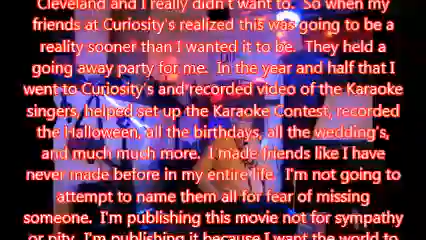 Cleveland and I really didn't want to.  So when my
friends at Curiosity's realized this was going to be a
reality sooner than I wanted it to be.  They held a
going away party for me.  In the year and half that I
went to Curiosity's and recorded video of the Karaoke
singers, helped set up the Karaoke Contest, recorded
the Halloween, all the birthdays, all the wedding's,
and much much more.  I made friends like I have
never made before in my entire life.  I'm not going to
attempt to name them all for fear of missing
someone.  I'm publishing this movie not for sympathy
or pity.  I'm publishing it because I want the world to